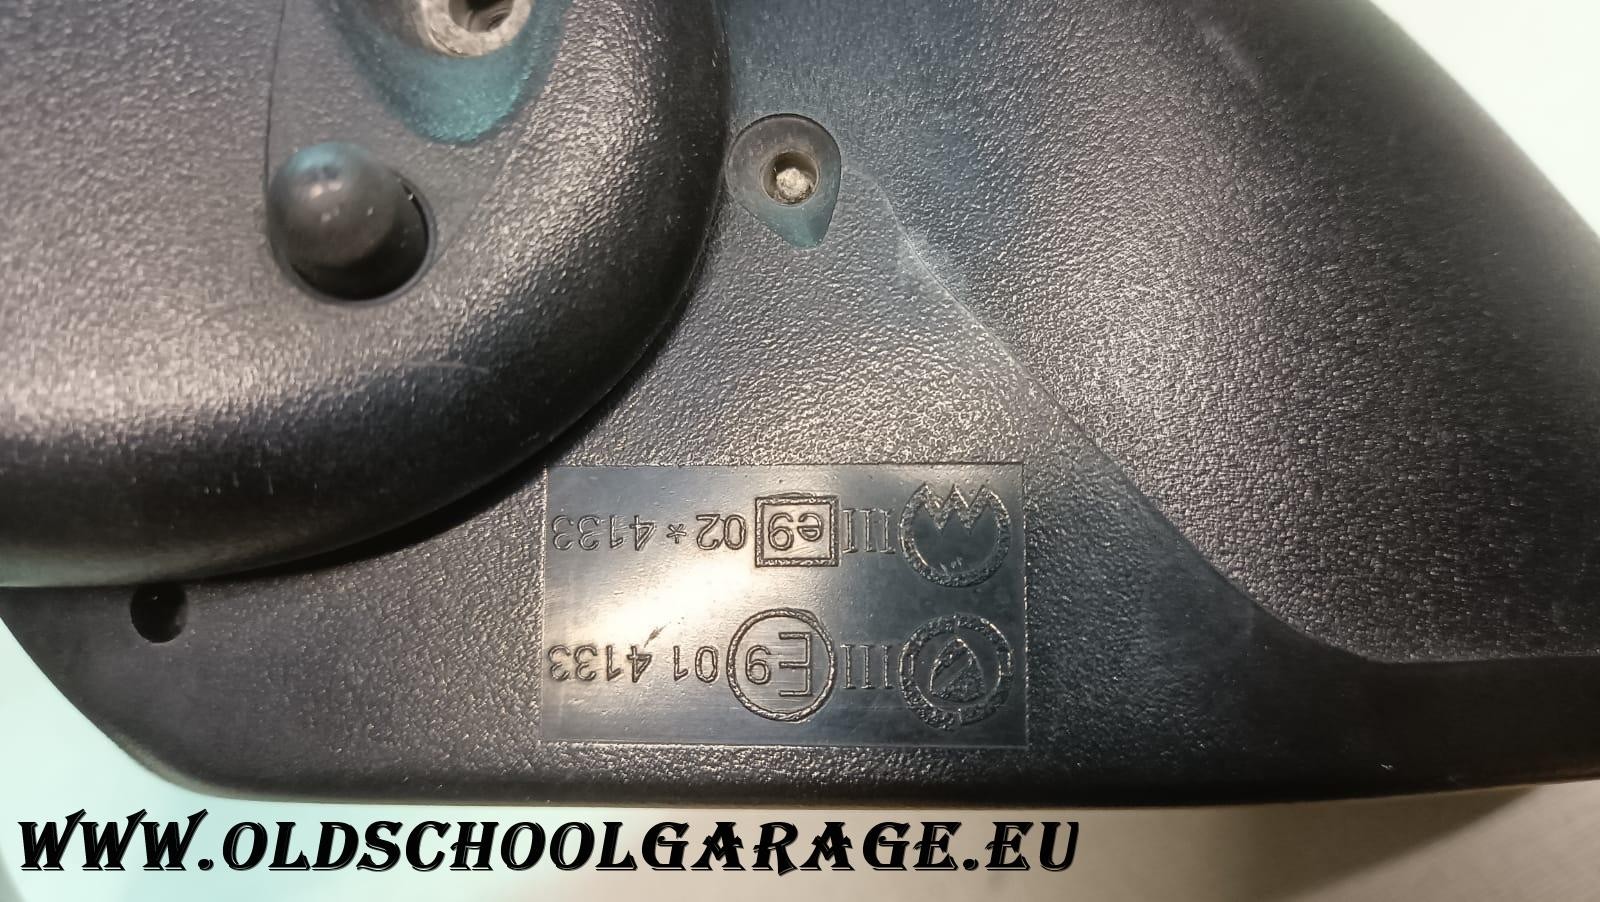 III E9 01 4133
III e9 02*4133
WWW.OLDSCHOOLGARAGE.EU